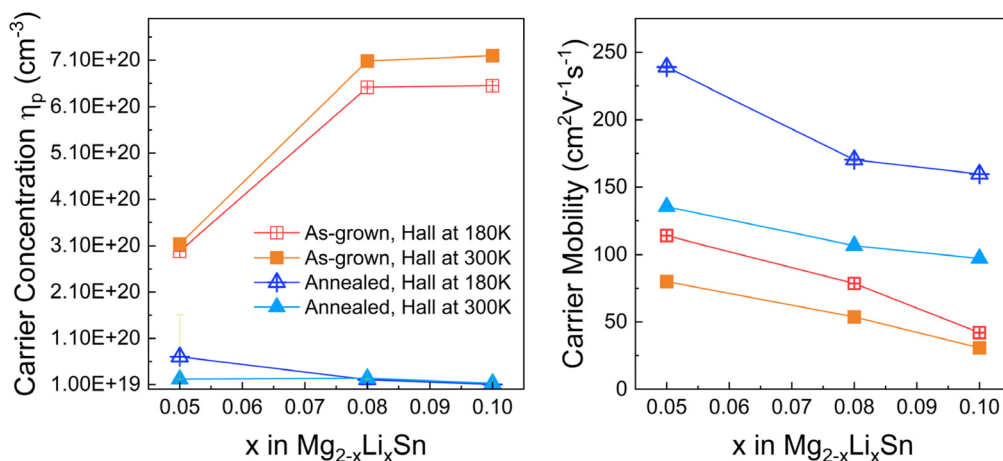 Carrier Concentration ηp (cm-3)
7.10E+20
6.10E+20
5.10E+20
4.10E+20
3.10E+20
2.10E+20
1.10E+20
1.00E+19
As-grown, Hall at 180K
As-grown, Hall at 300K
Annealed, Hall at 180K
Annealed, Hall at 300K
0.05 0.06 0.07 0.08 0.09 0.10
x in Mg2-xLixSn
Carrier Mobility (cm2V-1s-1)
250
200
150
100
50
0
0.05 0.06 0.07 0.08 0.09 0.10
x in Mg2-xLixSn